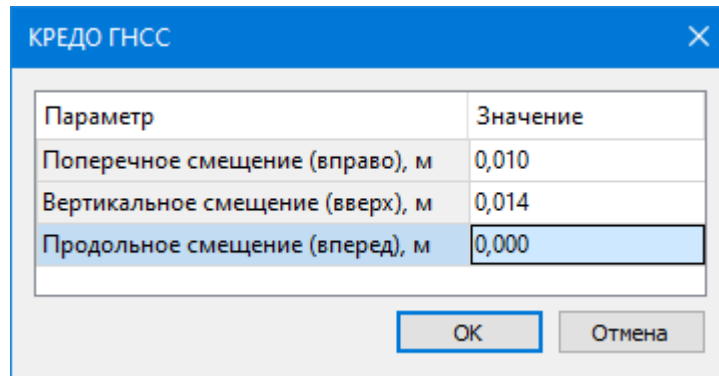 КРЕДО ГНСС
Параметр Значение
Поперечное смещение (вправо), м 0,010
Вертикальное смещение (вверх), м 0,014
Продольное смещение (вперед), м 0,000
ОК Отмена